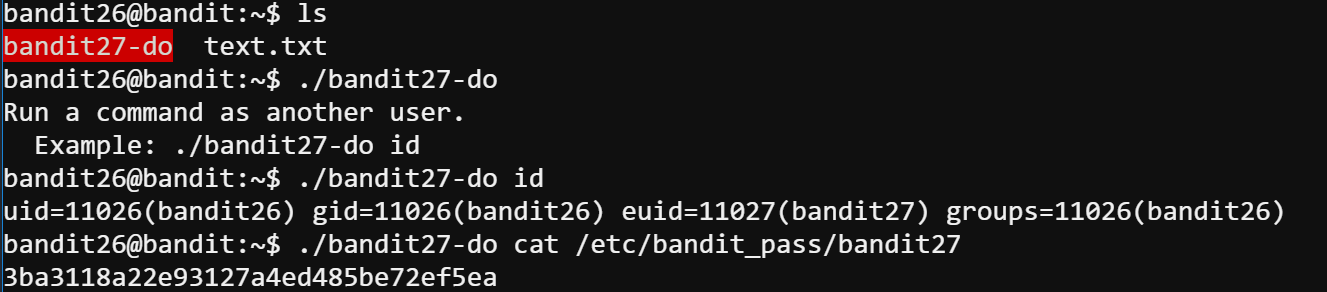 bandit26@bandit:~$ ls
bandit27-do  text.txt
bandit26@bandit:~$ ./bandit27-do
Run a command as another user.
  Example: ./bandit27-do id
bandit26@bandit:~$ ./bandit27-do id
uid=11026(bandit26) gid=11026(bandit26) euid=11027(bandit27) groups=11026(bandit26)
bandit26@bandit:~$ ./bandit27-do cat /etc/bandit_pass/bandit27
3ba3118a22e93127a4ed485be72ef5ea